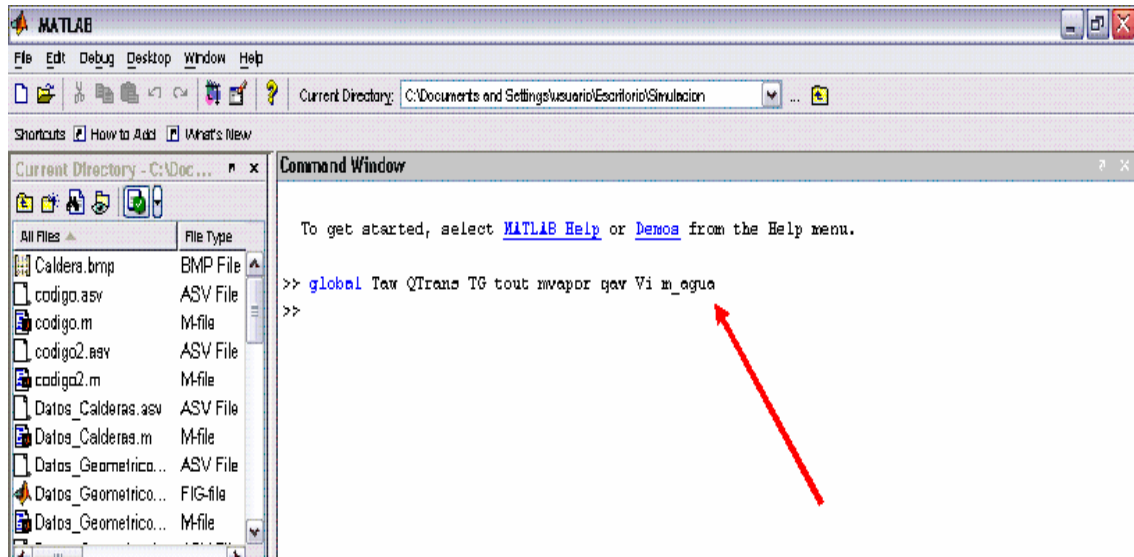 MATLAB
File Edit Debug Desktop Window Help
Current Directory: C:\Documents and Settings\usuario\Escritorio\Simulacion ...
Shortcuts How to Add What's New
Current Directory - C:\Doc...
All Files File Type
Caldera.bmp BMP File
codigo.asv ASV File
codigo.m M-file
codigo2.asv ASV File
codigo2.m M-file
Datos_Calderas.asv ASV File
Datos_Calderas.m M-file
Datos_Geometrico... ASV File
Datos_Geometrico... FIG-file
Datos_Geometrico... M-file
Command Window
To get started, select MATLAB Help or Demos from the Help menu.
>> global Taw QTrans TG tout mvapor qav Vi m_agua
>>